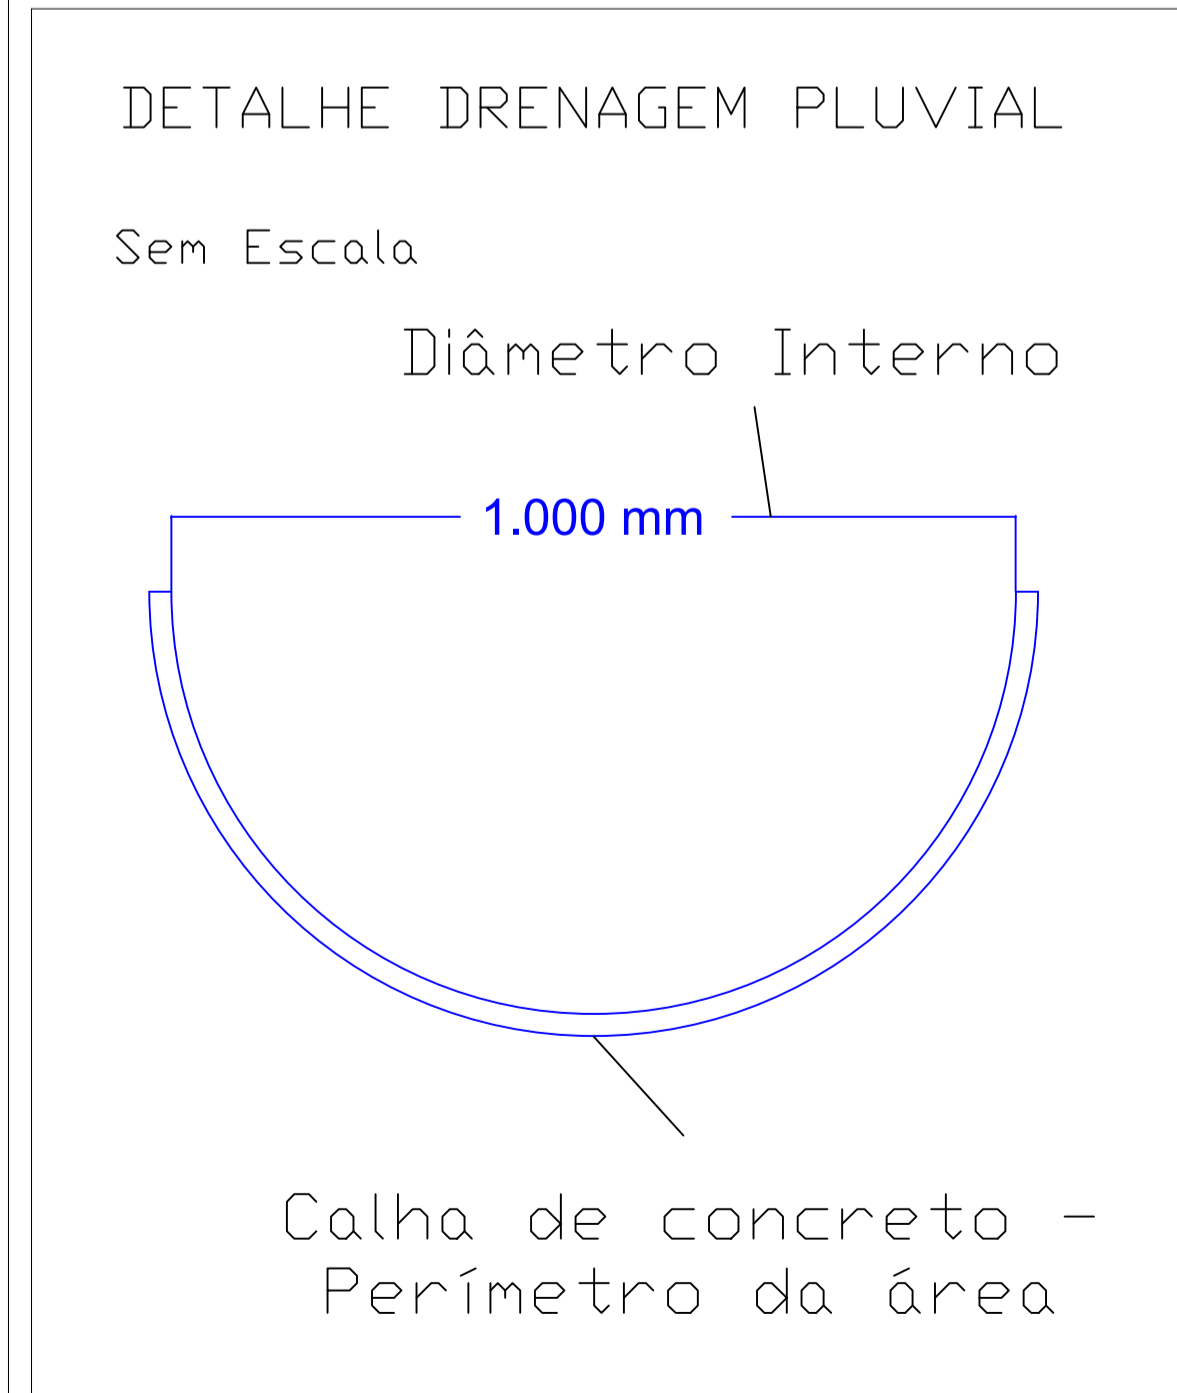 DETALHE DRENAGEM PLUVIAL
Sem Escala
Diâmetro Interno
1.000 mm
Calha de concreto -
Perímetro da área